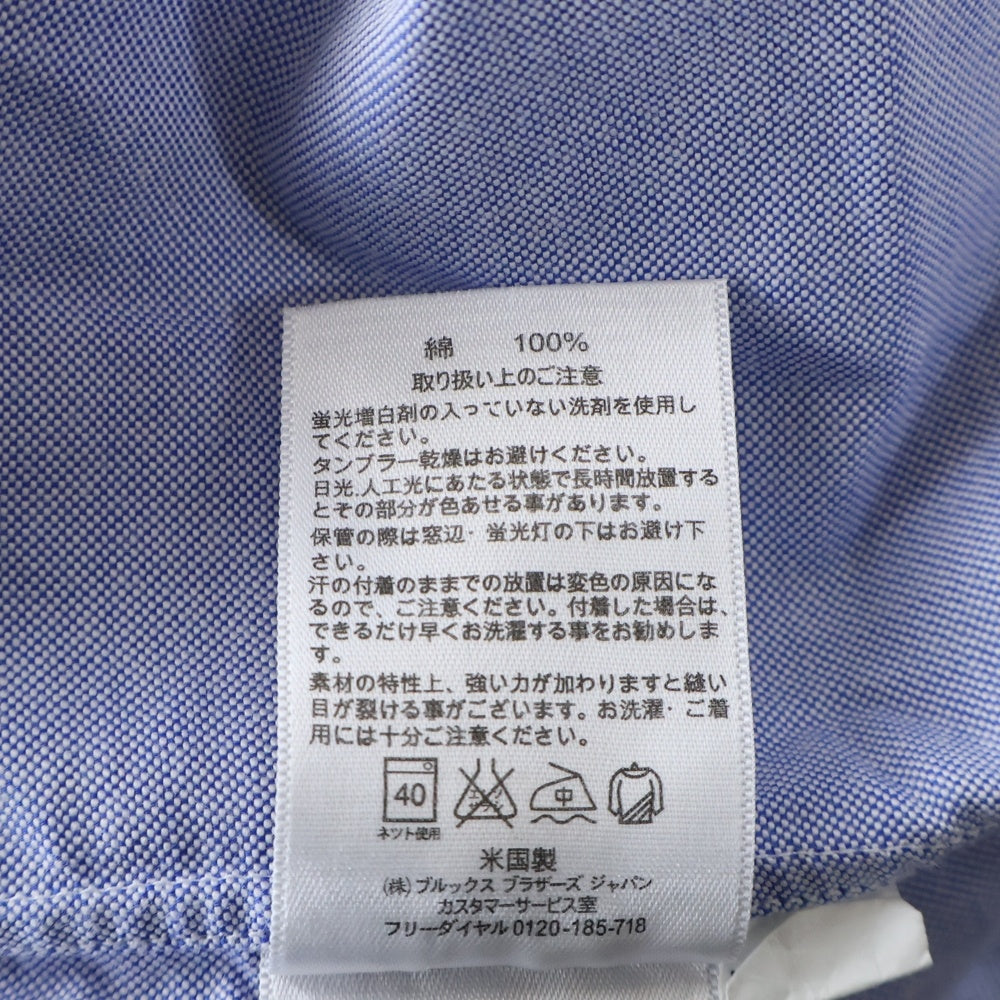 綿 100%
取り扱い上のご注意
蛍光増白剤の入っていない洗剤を使用し
てください。
タンブラー乾燥はお避けください。
日光、人工光にあたる状態で長時間放置する
とその部分が色あせる事があります。
保管の際は窓辺・蛍光灯の下はお避け下
さい。
汗の付着のままでの放置は変色の原因にな
るので、ご注意ください。付着した場合は、
できるだけ早くお洗濯する事をお勧めしま
す。
素材の特性上、強い力が加わりますと縫い
目が裂ける事がございます。お洗濯・ご着
用には十分ご注意ください。
40 中
ネット使用
米国製
(株)ブルックス ブラザーズ ジャパン
カスタマーサービス室
フリーダイヤル 0120-185-718